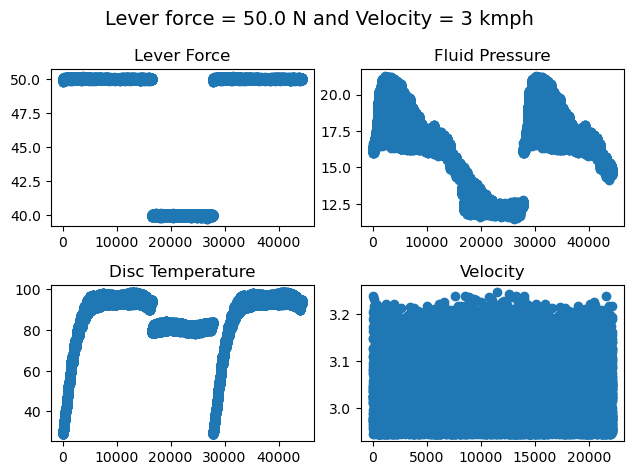 Lever force = 50.0 N and Velocity = 3 kmph
Lever Force
Fluid Pressure
50.0
47.5
45.0
42.5
40.0
0 10000 20000 30000 40000
20.0
17.5
15.0
12.5
0 10000 20000 30000 40000
Disc Temperature
Velocity
100
80
60
40
0 10000 20000 30000 40000
3.2
3.1
3.0
0 5000 10000 15000 20000